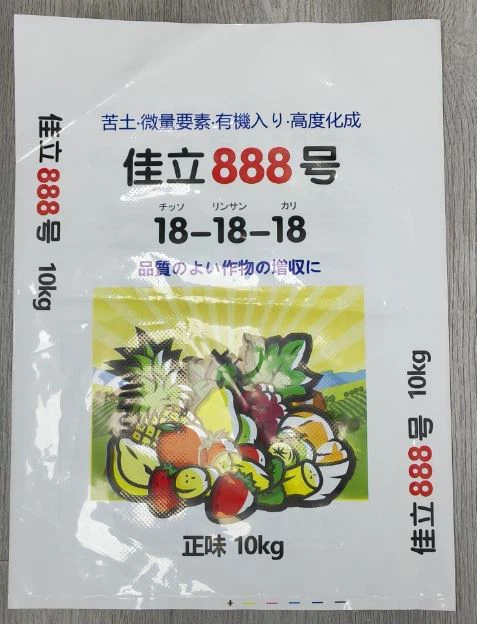 苦土・微量要素・有機入り・高度化成
佳立888号
チッソ リンサン カリ
18－18－18
品質のよい作物の増収に
佳立888号 10kg
佳立888号 10kg
正味 10kg